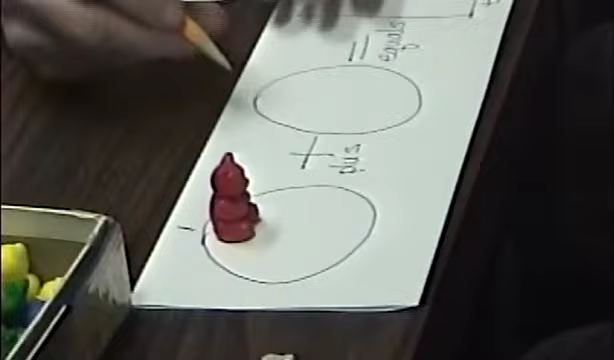 +
plus
=
equals